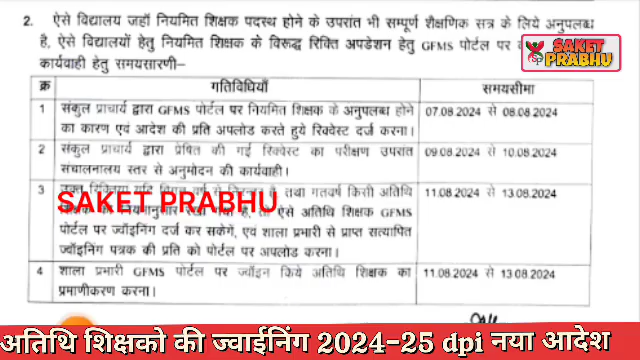 2. ऐसे विद्यालय जहाँ नियमित शिक्षक पदस्थ होने के उपरांत भी सम्पूर्ण शैक्षणिक सत्र के लिये अनुपलब्ध
है, ऐसे विद्यालयों हेतु नियमित शिक्षक के विरूद्ध रिक्ति अपडेशन हेतु GFMS पोर्टल पर
कार्यवाही हेतु समयसारणी–
SAKET
PRABHU
क्र गतिविधियाँ समयसीमा
1 संकुल प्राचार्य द्वारा GFMS पोर्टल पर नियमित शिक्षक के अनुपलब्ध होने 07.08.2024 से 08.08.2024
का कारण एवं आदेश की प्रति अपलोड करते हुये रिक्वेस्ट दर्ज करना।
2 संकुल प्राचार्य द्वारा प्रेषित की गई रिक्वेस्ट का परीक्षण उपरांत 09.08.2024 से 10.08.2024
संचालनालय स्तर से अनुमोदन की कार्यवाही।
3 तथा गतवर्ष किसी अतिथि 11.08.2024 से 13.08.2024
SAKET PRABHU
ऐसे अतिथि शिक्षक GFMS
पोर्टल पर ज्वॉइनिंग दर्ज कर सकेगे, एवं शाला प्रभारी से प्राप्त सत्यापित
ज्वॉइनिंग पत्रक की प्रति को पोर्टल पर अपलोड करना।
4 शाला प्रभारी GFMS पोर्टल पर ज्वॉइन किये अतिथि शिक्षक का 11.08.2024 से 13.08.2024
प्रमाणीकरण करना।
अतिथि शिक्षको की ज्वाईनिंग 2024-25 dpi नया आदेश